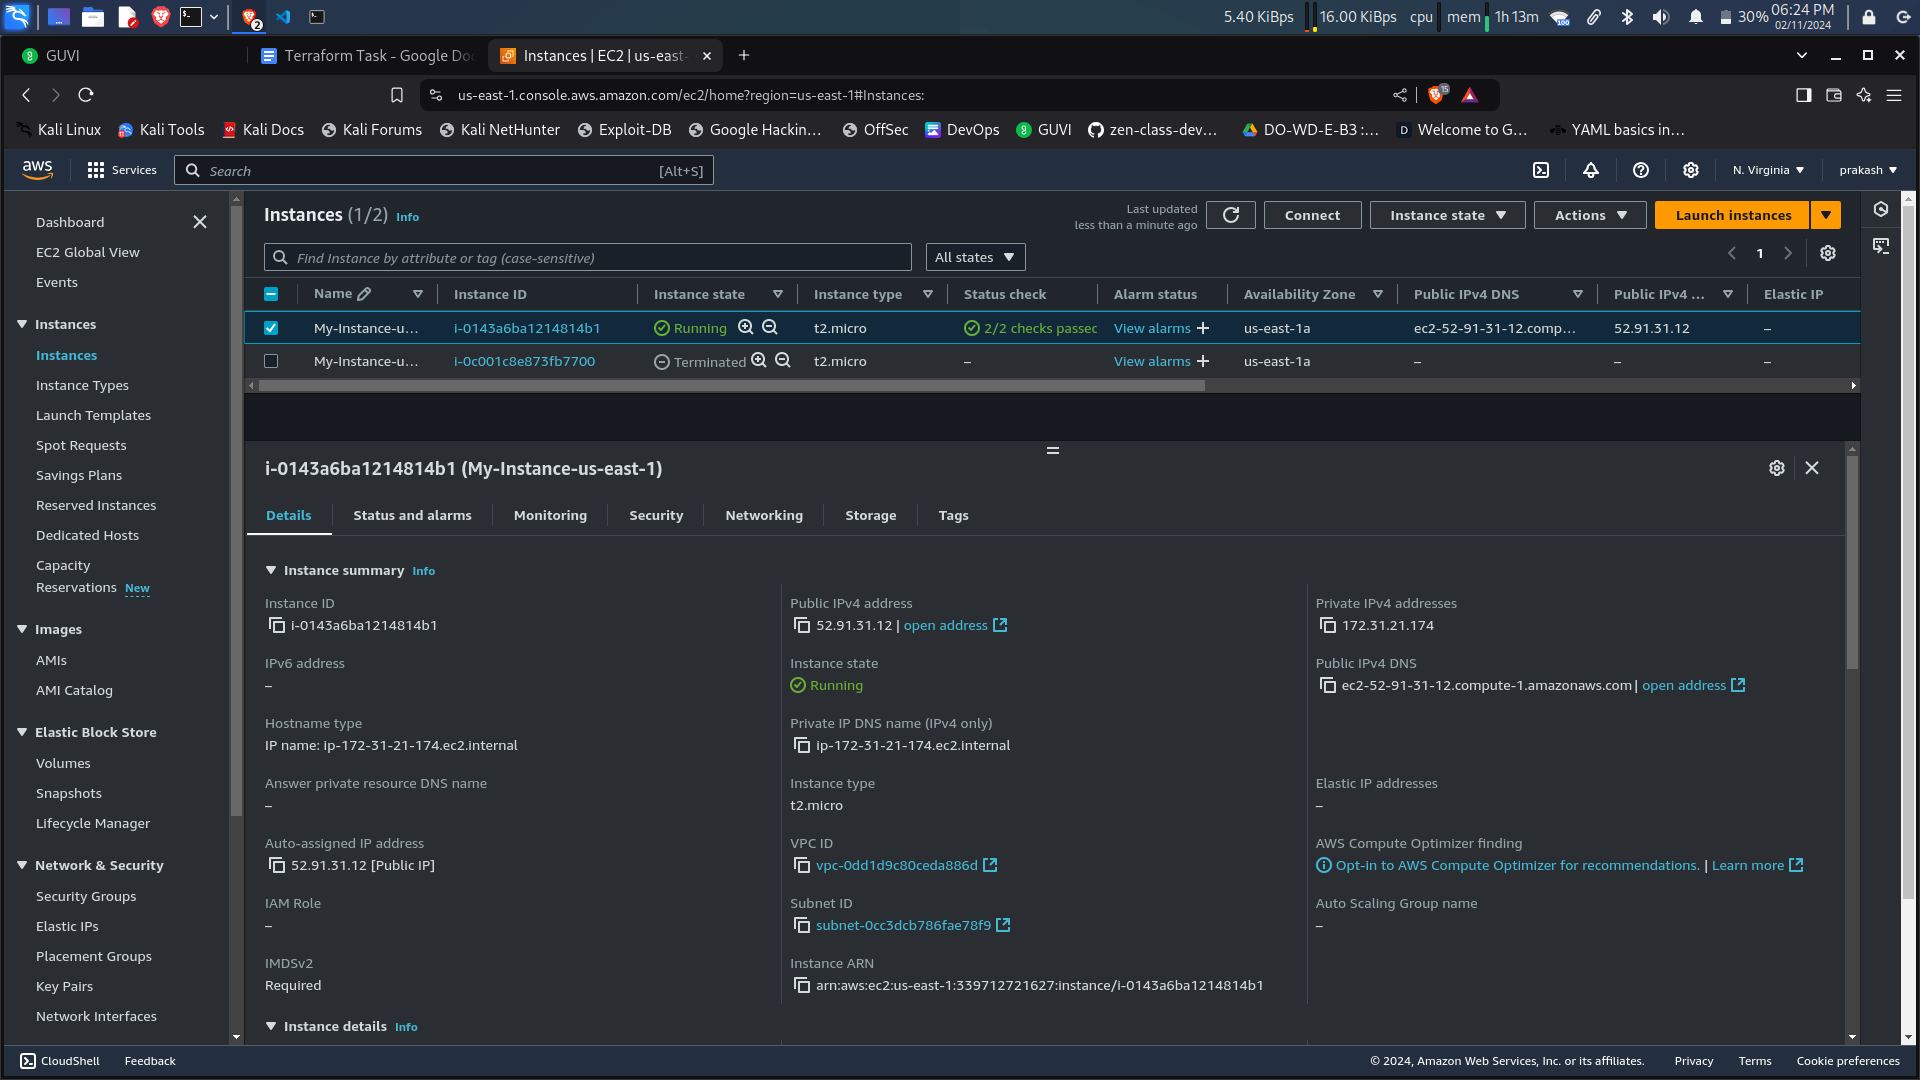 5.40 KiBps 16.00 KiBps cpu mem 1h 13m 100 30% 06:24 PM
02/11/2024
2
GUVI
Terraform Task - Google Do
Instances | EC2 | us-east-
us-east-1.console.aws.amazon.com/ec2/home?region=us-east-1#Instances:
15
Kali Linux Kali Tools Kali Docs Kali Forums Kali NetHunter Exploit-DB Google Hackin... OffSec DevOps GUVI zen-class-dev... DO-WD-E-B3 :... Welcome to G... YAML basics in...
aws Services Search [Alt+S] N. Virginia prakash
Dashboard
EC2 Global View
Events
Instances
Instances
Instance Types
Launch Templates
Spot Requests
Savings Plans
Reserved Instances
Dedicated Hosts
Capacity
Reservations New
Images
AMIs
AMI Catalog
Elastic Block Store
Volumes
Snapshots
Lifecycle Manager
Network & Security
Security Groups
Elastic IPs
Placement Groups
Key Pairs
Network Interfaces
Instances (1/2) Info
Last updated
less than a minute ago
Connect Instance state Actions Launch instances
Find Instance by attribute or tag (case-sensitive) All states 1
Name Instance ID Instance state Instance type Status check Alarm status Availability Zone Public IPv4 DNS Public IPv4 ... Elastic IP
My-Instance-u... i-0143a6ba1214814b1 Running t2.micro 2/2 checks passec View alarms + us-east-1a ec2-52-91-31-12.comp... 52.91.31.12 –
My-Instance-u... i-0c001c8e873fb7700 Terminated t2.micro – View alarms + us-east-1a – – –
i-0143a6ba1214814b1 (My-Instance-us-east-1)
Details Status and alarms Monitoring Security Networking Storage Tags
Instance summary Info
Instance ID
i-0143a6ba1214814b1
Public IPv4 address
52.91.31.12 | open address
Private IPv4 addresses
172.31.21.174
IPv6 address
–
Instance state
Running
Public IPv4 DNS
ec2-52-91-31-12.compute-1.amazonaws.com | open address
Hostname type
IP name: ip-172-31-21-174.ec2.internal
Private IP DNS name (IPv4 only)
ip-172-31-21-174.ec2.internal
Answer private resource DNS name
–
Instance type
t2.micro
Elastic IP addresses
–
Auto-assigned IP address
52.91.31.12 [Public IP]
VPC ID
vpc-0dd1d9c80ceda886d
AWS Compute Optimizer finding
Opt-in to AWS Compute Optimizer for recommendations. | Learn more
IAM Role
–
Subnet ID
subnet-0cc3dcb786fae78f9
Auto Scaling Group name
–
IMDSv2
Required
Instance ARN
arn:aws:ec2:us-east-1:339712721627:instance/i-0143a6ba1214814b1
Instance details Info
CloudShell Feedback © 2024, Amazon Web Services, Inc. or its affiliates. Privacy Terms Cookie preferences